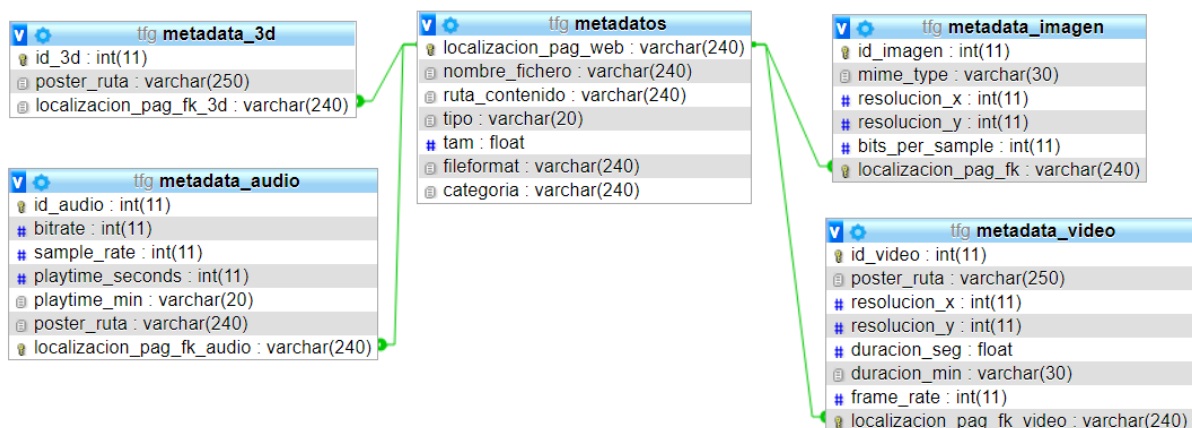 tfg metadata_3d
id_3d : int(11)
poster_ruta : varchar(250)
localizacion_pag_fk_3d : varchar(240)
tfg metadata_audio
id_audio : int(11)
bitrate : int(11)
sample_rate : int(11)
playtime_seconds : int(11)
playtime_min : varchar(20)
poster_ruta : varchar(240)
localizacion_pag_fk_audio : varchar(240)
tfg metadatos
localizacion_pag_web : varchar(240)
nombre_fichero : varchar(240)
ruta_contenido : varchar(240)
tipo : varchar(20)
# tam : float
fileformat : varchar(240)
categoria : varchar(240)
tfg metadata_imagen
id_imagen : int(11)
mime_type : varchar(30)
# resolucion_x : int(11)
# resolucion_y : int(11)
# bits_per_sample : int(11)
localizacion_pag_fk : varchar(240)
tfg metadata_video
id_video : int(11)
poster_ruta : varchar(250)
# resolucion_x : int(11)
# resolucion_y : int(11)
# duracion_seg : float
duracion_min : varchar(30)
# frame_rate : int(11)
localizacion_pag_fk_video : varchar(240)